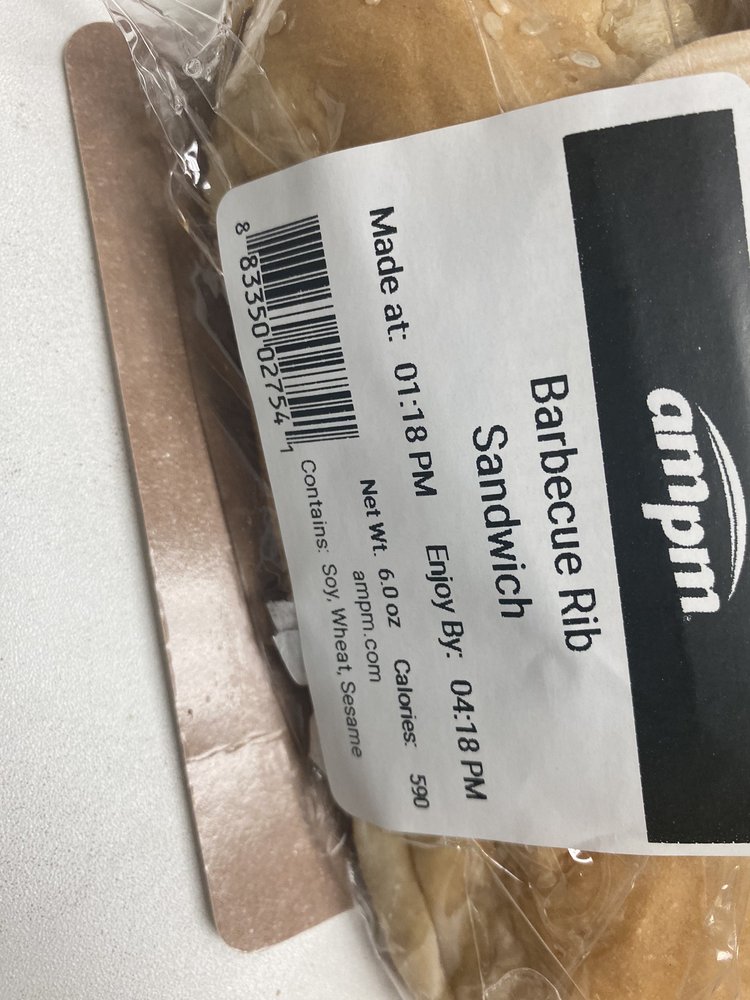 ampm
Barbecue Rib
Sandwich
Made at: 01:18 PM Enjoy By: 04:18 PM
Net Wt. 6.0 oz Calories: 590
ampm.com
Contains: Soy, Wheat, Sesame
8 83350 02754 1